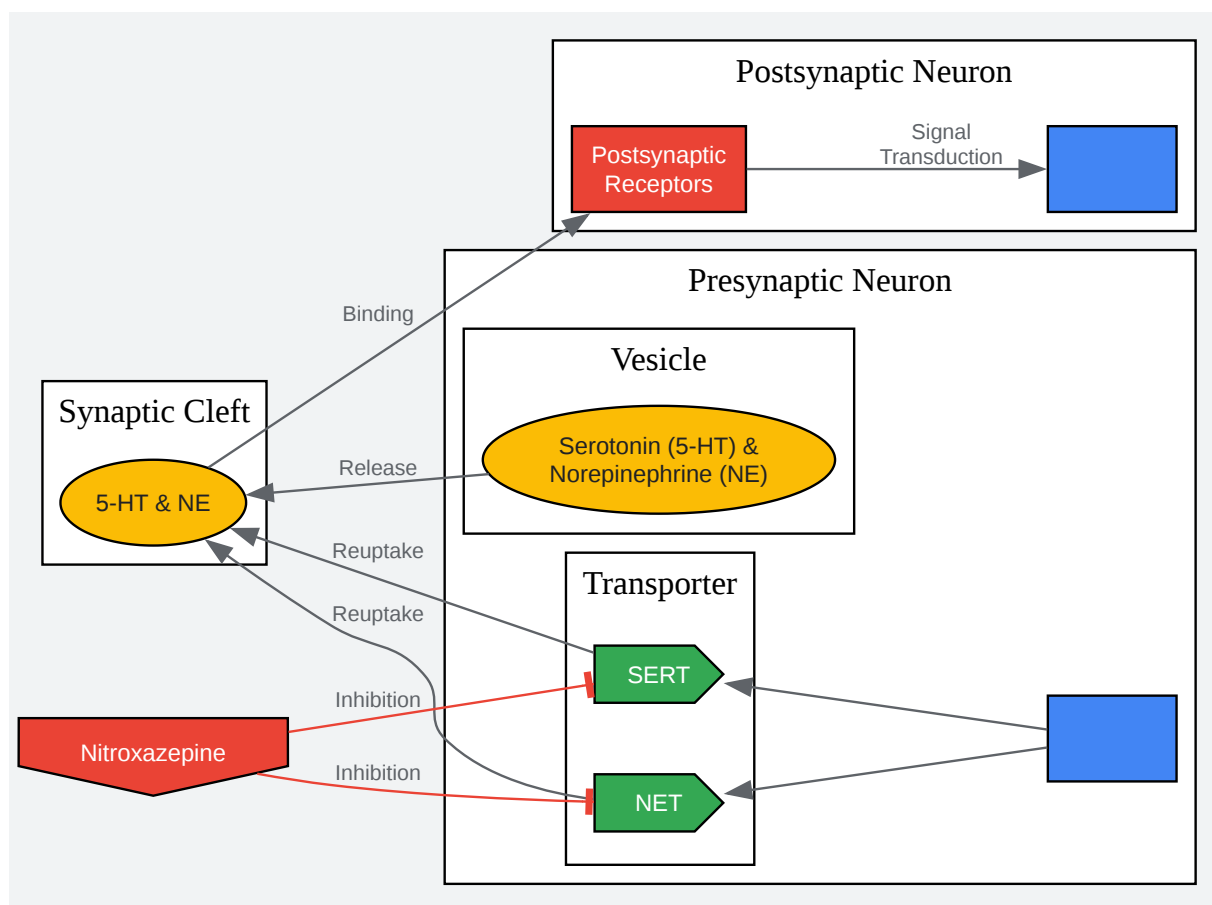 Postsynaptic Neuron
Postsynaptic
Receptors
Signal
Transduction
Presynaptic Neuron
Binding
Vesicle
Serotonin (5-HT) &
Norepinephrine (NE)
Synaptic Cleft
5-HT & NE
Release
Reuptake
Transporter
Reuptake
SERT
Inhibition
Nitroxazepine
Inhibition
NET